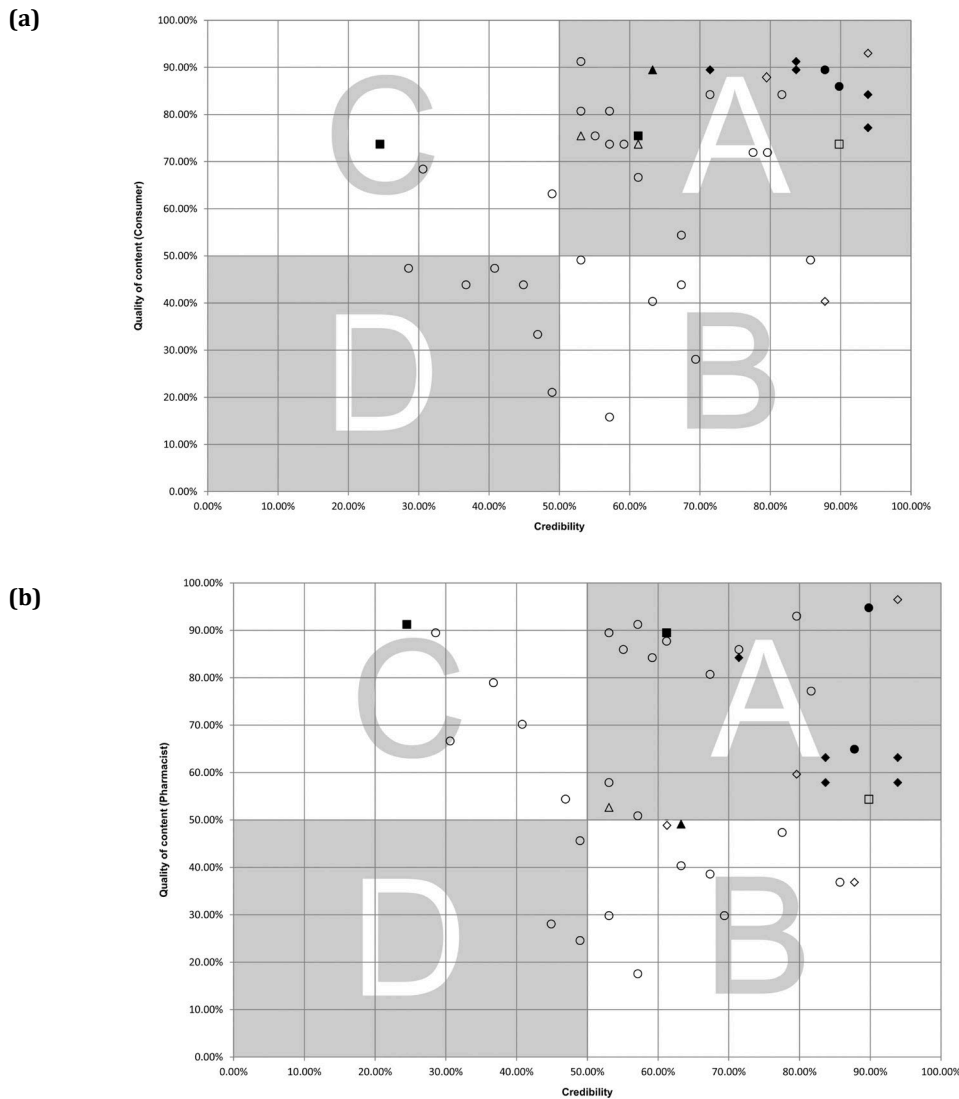 (a)
100.00%
90.00%
80.00%
70.00%
60.00%
50.00%
40.00%
30.00%
20.00%
10.00%
0.00%
Quality of content (Consumer)
C
A
D
B
0.00% 10.00% 20.00% 30.00% 40.00% 50.00% 60.00% 70.00% 80.00% 90.00% 100.00%
Credibility
(b)
100.00%
90.00%
80.00%
70.00%
60.00%
50.00%
40.00%
30.00%
20.00%
10.00%
0.00%
Quality of content (Pharmacist)
C
A
D
B
0.00% 10.00% 20.00% 30.00% 40.00% 50.00% 60.00% 70.00% 80.00% 90.00% 100.00%
Credibility